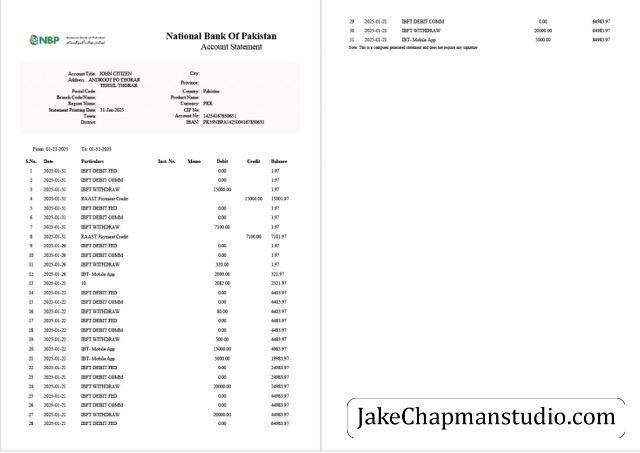 NBP
National Bank of Pakistan
National Bank Of Pakistan
Account Statement
Account Title: JOHN CITIZEN City:
Address: ANDROOT PO THORAR Province:
TEHSIL THORAR
Postal Code: Country: Pakistan
Branch Code/Name: Product Name:
Region Name: Currency: PKR
Statement Printing Date: 31-Jan-2025 CIF No:
Town: Account No: 14254167850631
District: IBAN: PK59NBPA1425004167850631
From: 01-21-2025 To: 01-31-2025
S.No. Date Particulars Inst. No. Memo Debit Credit Balance
1 2025-01-31 IBFT DEBIT FED 0.00 1.97
2 2025-01-31 IBFT DEBIT COMM 0.00 1.97
3 2025-01-31 IBFT WITHDRAW 15000.00 1.97
4 2025-01-31 RAAST Payment Credit 15000.00 15001.97
5 2025-01-31 IBFT DEBIT FED 0.00 1.97
6 2025-01-31 IBFT DEBIT COMM 0.00 1.97
7 2025-01-31 IBFT WITHDRAW 7100.00 1.97
8 2025-01-31 RAAST Payment Credit 7100.00 7101.97
9 2025-01-26 IBFT DEBIT FED 0.00 1.97
10 2025-01-26 IBFT DEBIT COMM 0.00 1.97
11 2025-01-26 IBFT WITHDRAW 320.00 1.97
12 2025-01-26 IBT- Mobile App 2000.00 321.97
13 2025-01-23 16 2082.00 2321.97
14 2025-01-22 IBFT DEBIT FED 0.00 4403.97
15 2025-01-22 IBFT DEBIT COMM 0.00 4403.97
16 2025-01-22 IBFT WITHDRAW 80.00 4403.97
17 2025-01-22 IBFT DEBIT FED 0.00 4483.97
18 2025-01-22 IBFT DEBIT COMM 0.00 4483.97
19 2025-01-22 IBFT WITHDRAW 500.00 4483.97
20 2025-01-22 IBT- Mobile App 15000.00 4983.97
21 2025-01-22 IBT- Mobile App 5000.00 19983.97
22 2025-01-21 IBFT DEBIT FED 0.00 24983.97
23 2025-01-21 IBFT DEBIT COMM 0.00 24983.97
24 2025-01-21 IBFT WITHDRAW 20000.00 24983.97
25 2025-01-21 IBFT DEBIT FED 0.00 44983.97
26 2025-01-21 IBFT DEBIT COMM 0.00 44983.97
27 2025-01-21 IBFT WITHDRAW 20000.00 44983.97
28 2025-01-21 IBFT DEBIT FED 0.00 64983.97
29 2025-01-21 IBFT DEBIT COMM 0.00 64983.97
30 2025-01-21 IBFT WITHDRAW 20000.00 64983.97
31 2025-01-21 IBT- Mobile App 5000.00 84983.97
Note: This is a computer generated statement and does not require any signature
JakeChapmanstudio.com